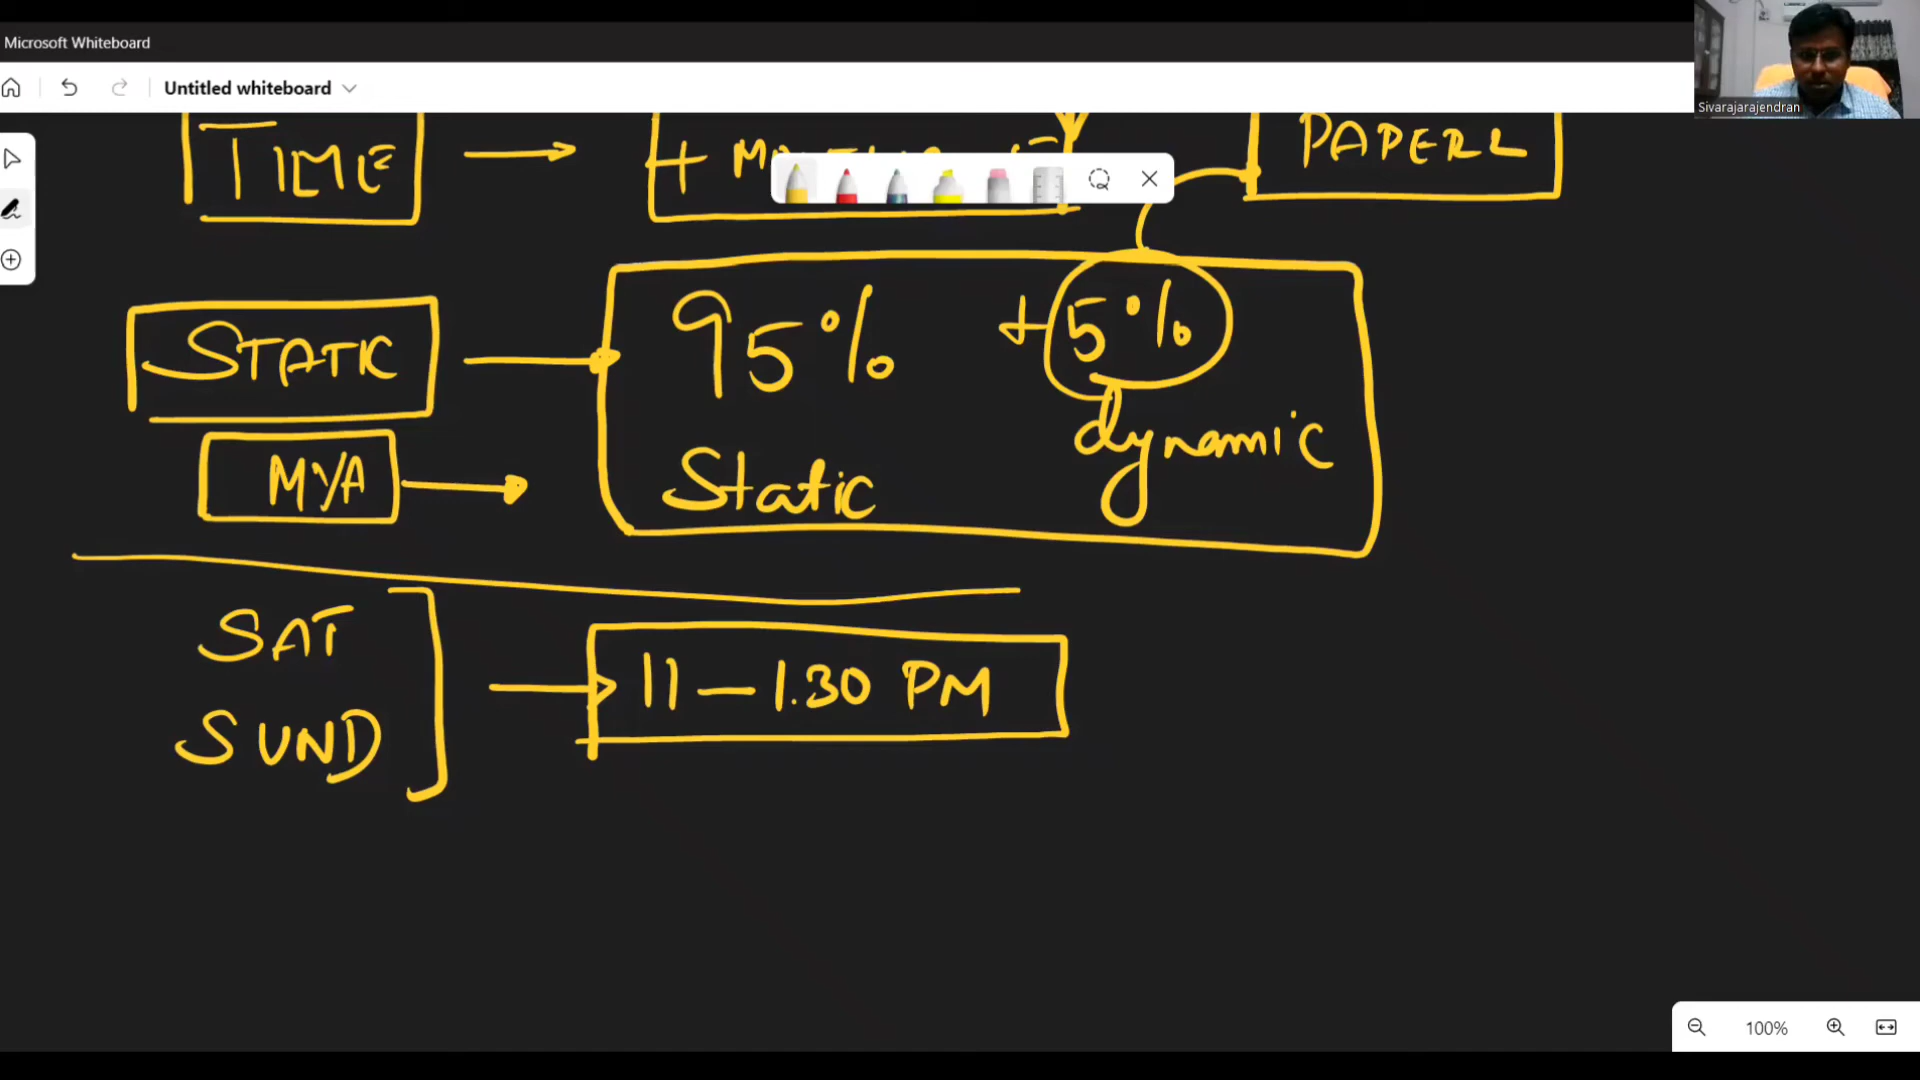 Microsoft Whiteboard
Untitled whiteboard
Sivarajarajendran
TIME
PAPER
STATIC
95% +5%
Static dynamic
MYA
SAT
SUND
11 – 1.30 PM
100%